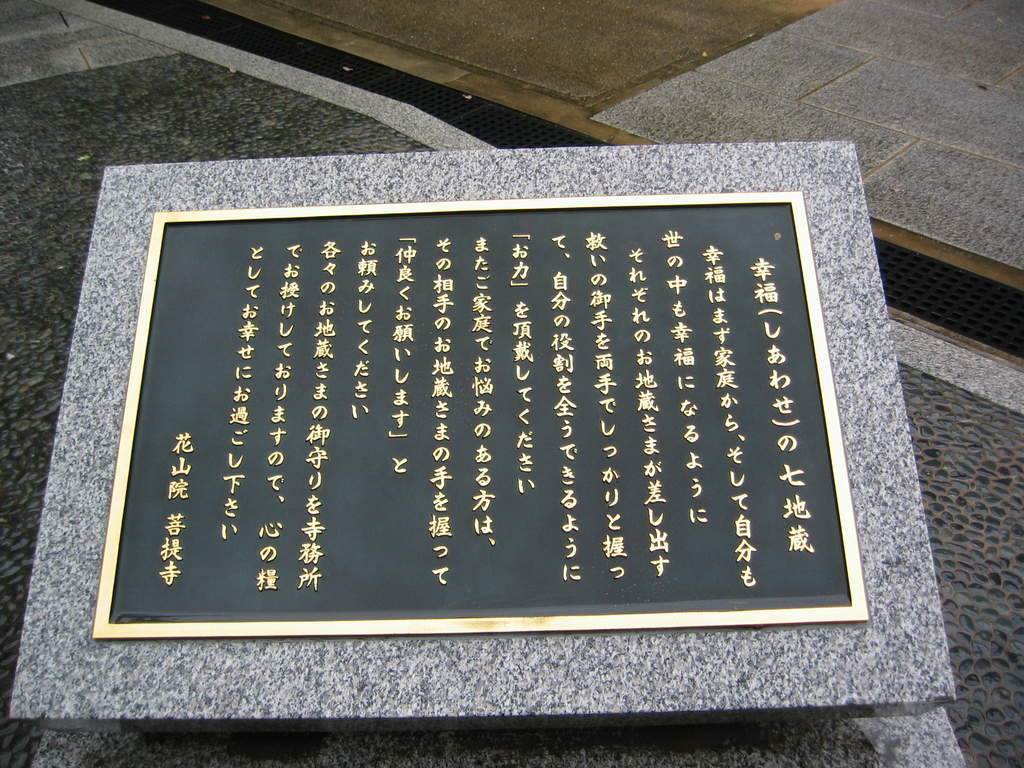 幸福(しあわせ)の七地蔵
幸福はまず家庭から、そして自分も
世の中も幸福になるように
それぞれのお地蔵さまが差し出す
救いの御手を両手でしっかりと握っ
て、自分の役割を全うできるように
「お力」を頂戴してください
またご家庭でお悩みのある方は、
その相手のお地蔵さまの手を握って
「仲良くお願いします」と
お頼みしてください
各々のお地蔵さまの御守りを寺務所
でお授けしておりますので、心の糧
としてお幸せにお過ごし下さい
花山院 菩提寺